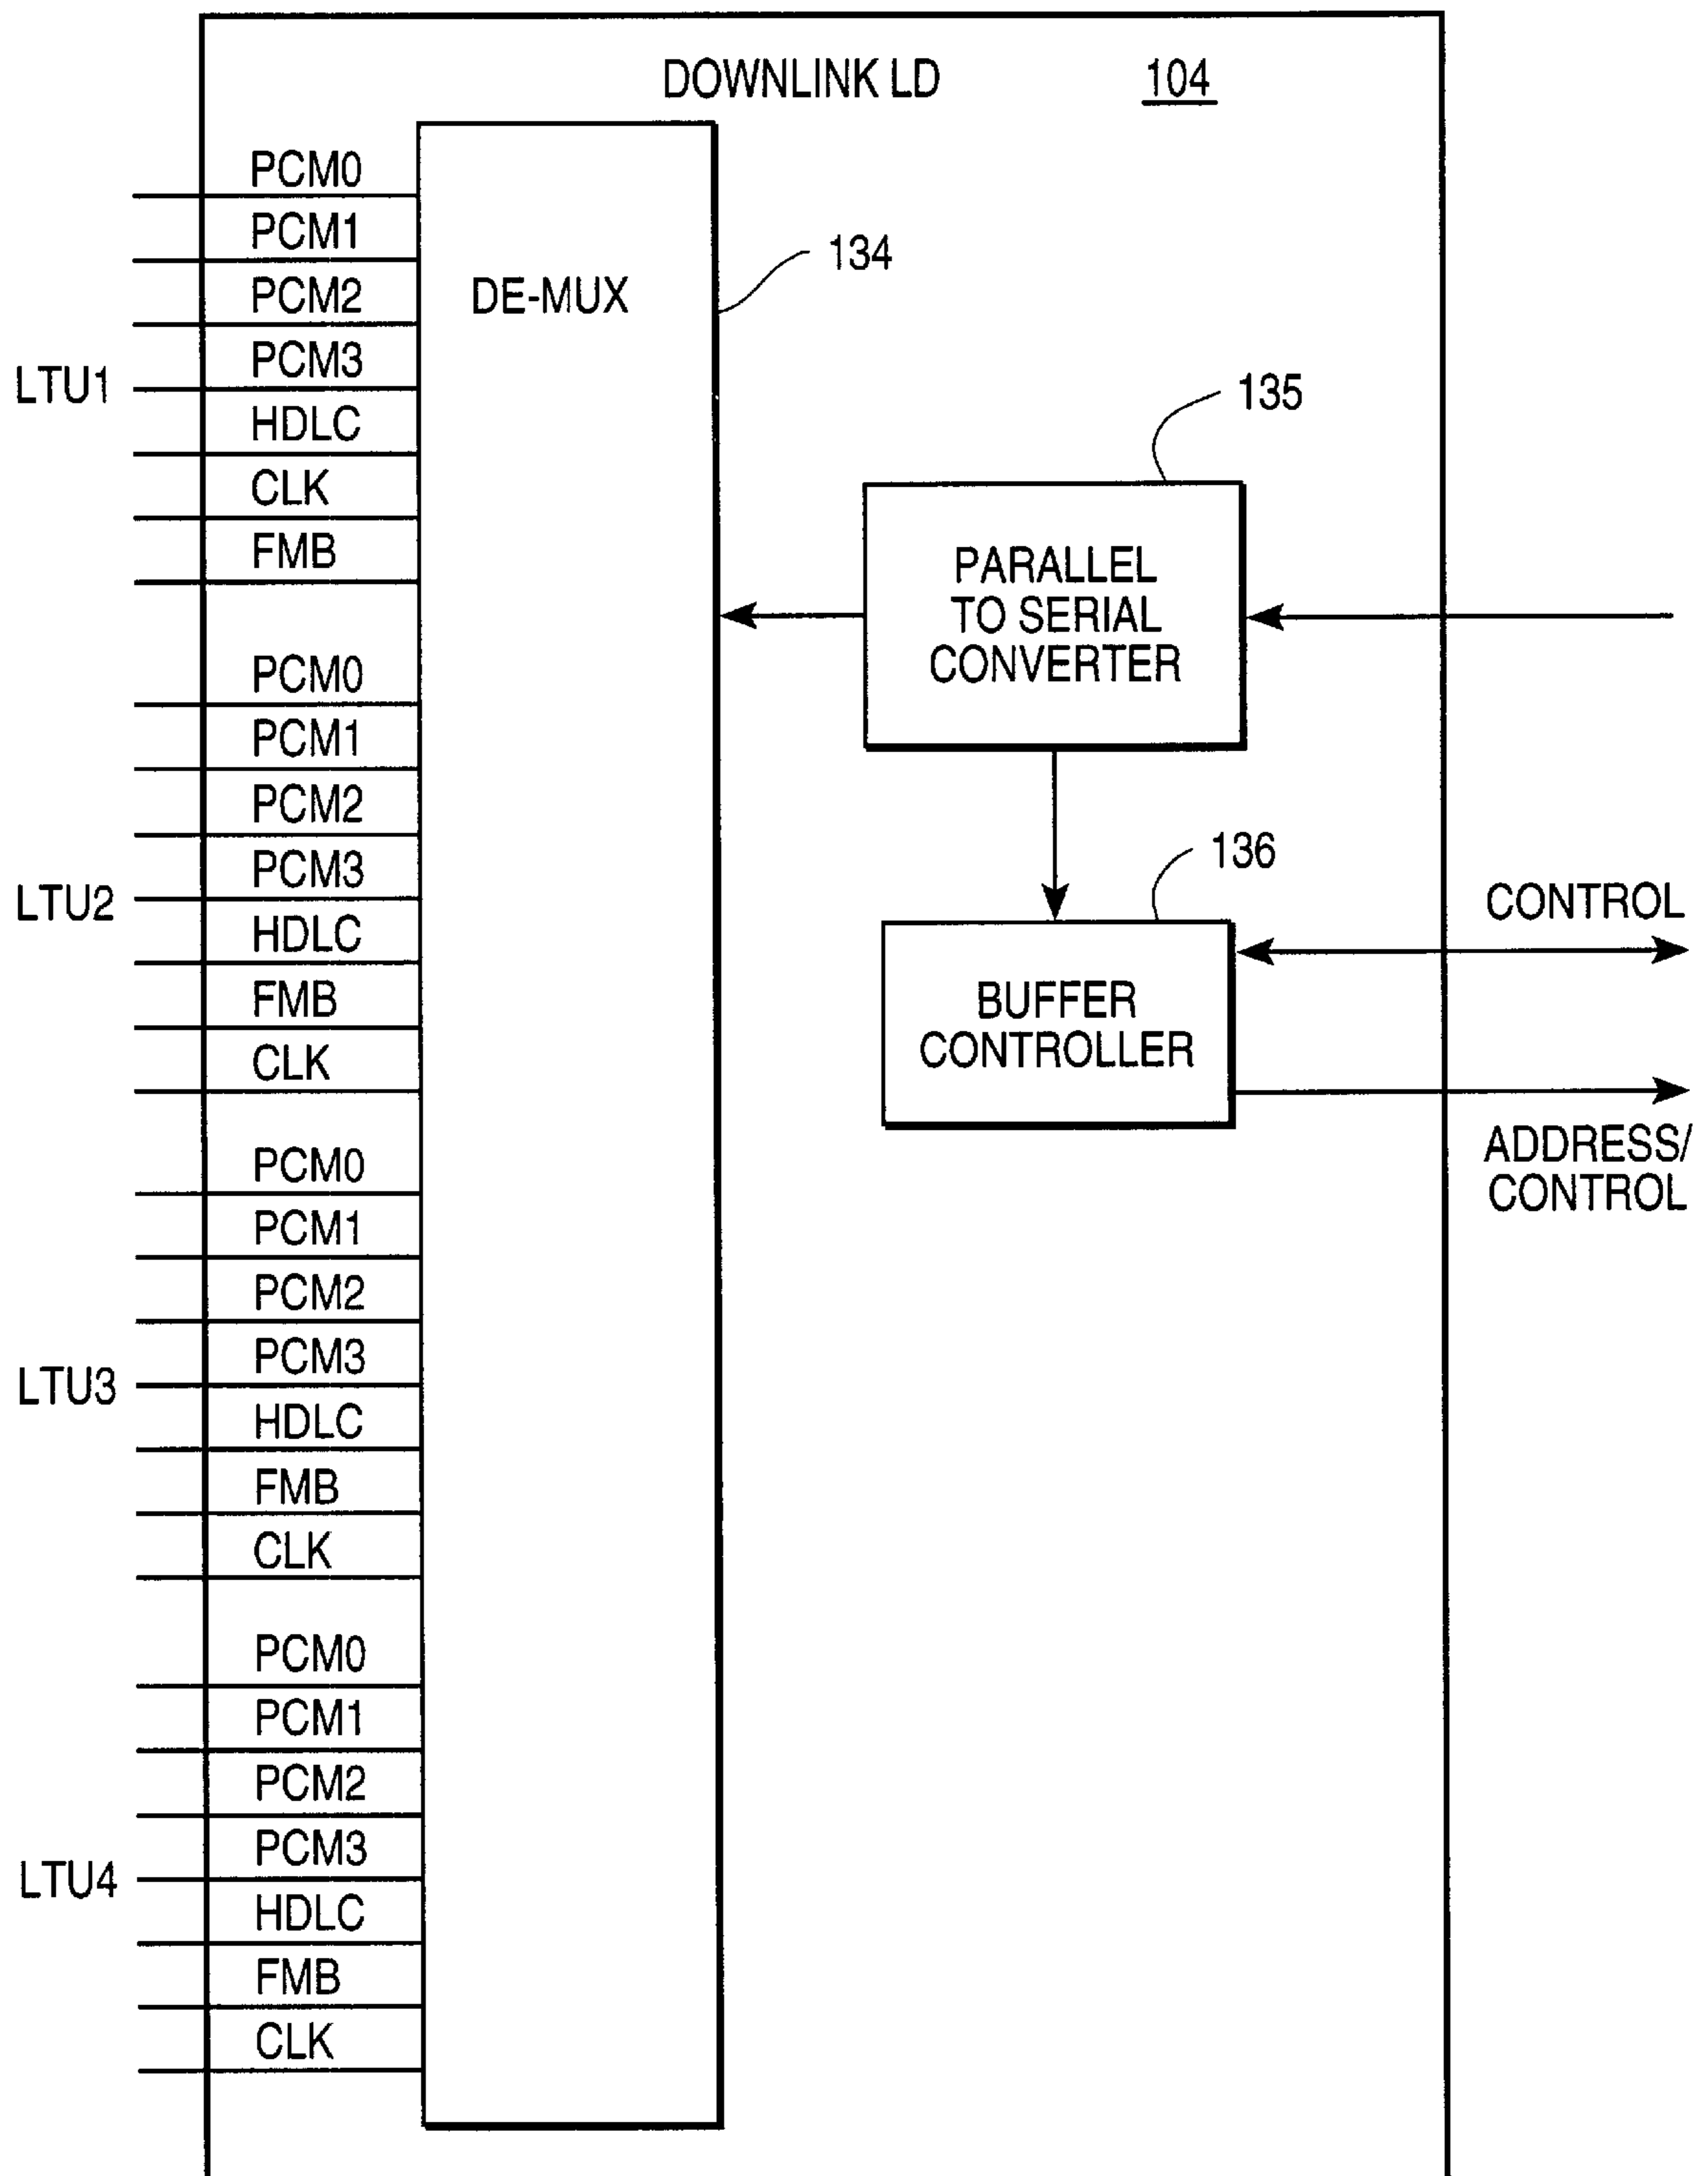 DOWNLINK LD 104
PCM0
PCM1
PCM2
PCM3
HDLC
CLK
FMB
LTU1
DE-MUX
134
135
PARALLEL
TO SERIAL
CONVERTER
PCM0
PCM1
PCM2
PCM3
HDLC
FMB
CLK
LTU2
136
BUFFER
CONTROLLER
CONTROL
ADDRESS/
CONTROL
PCM0
PCM1
PCM2
PCM3
HDLC
FMB
CLK
LTU3
PCM0
PCM1
PCM2
PCM3
HDLC
FMB
CLK
LTU4